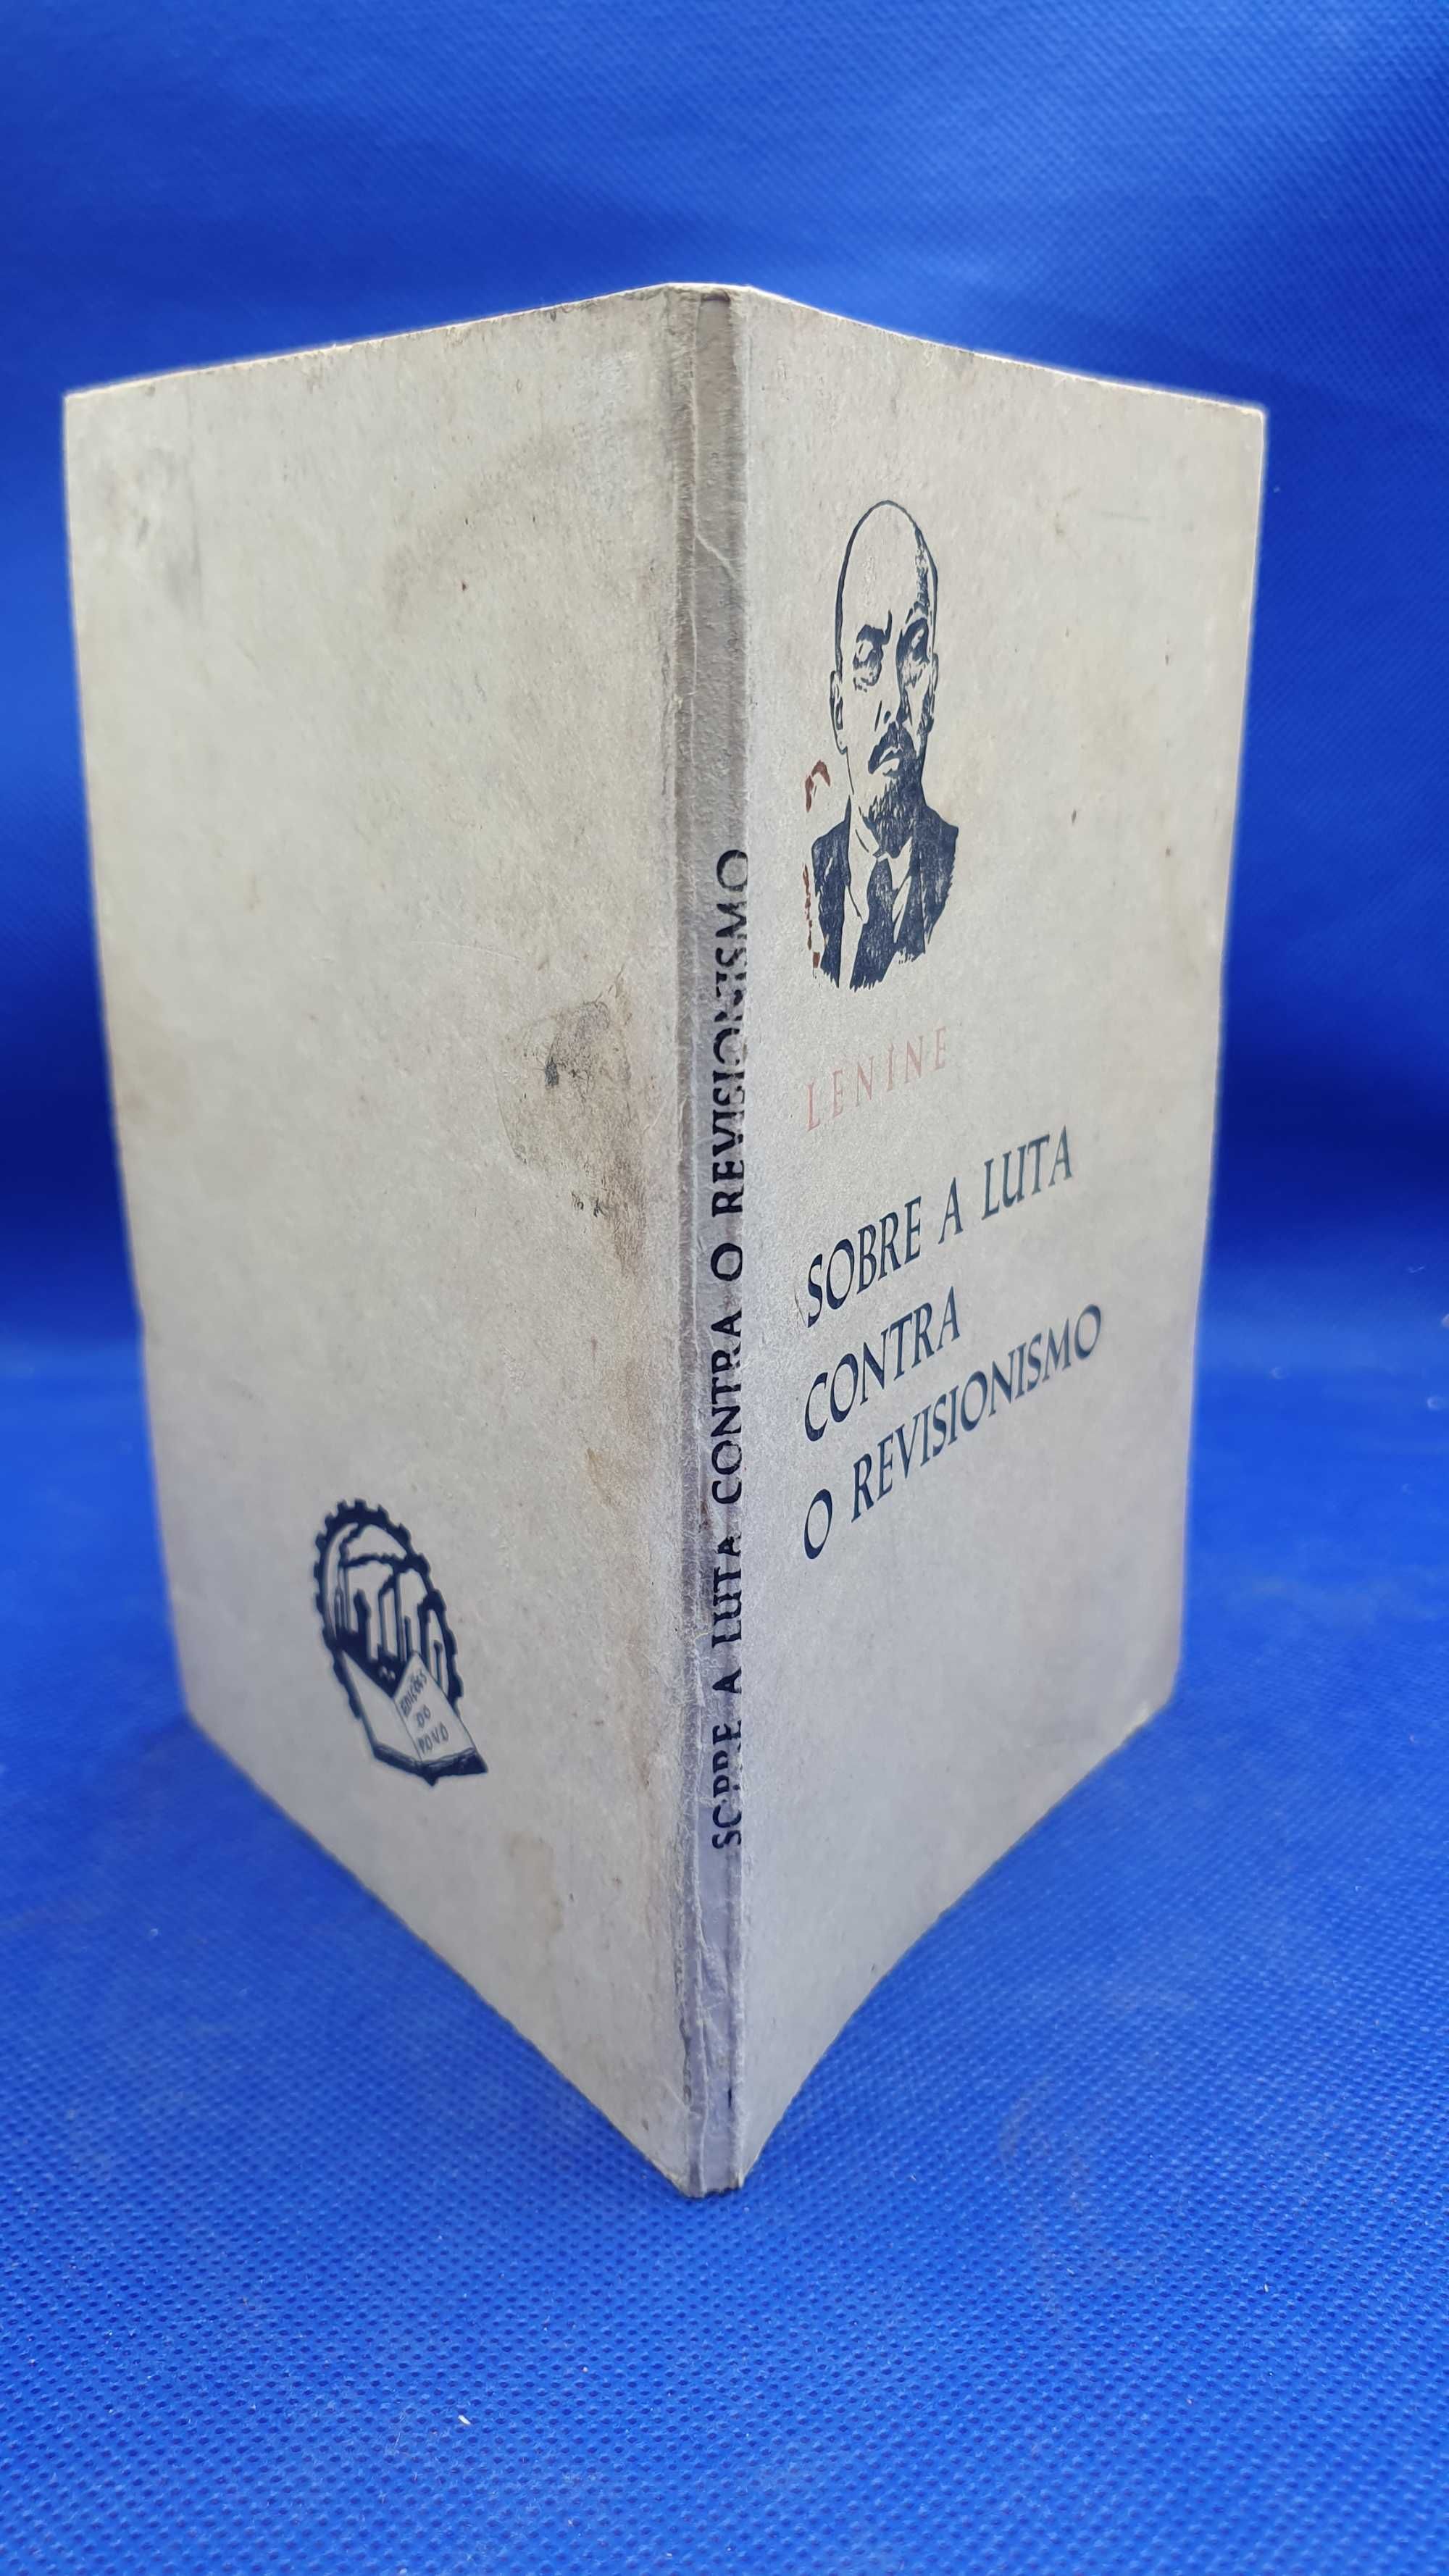 LENINE
SOBRE A LUTA
CONTRA
O REVISIONISMO
SOBRE A LUTA CONTRA O REVISIONISMO
EDIÇÕES
DO
POVO